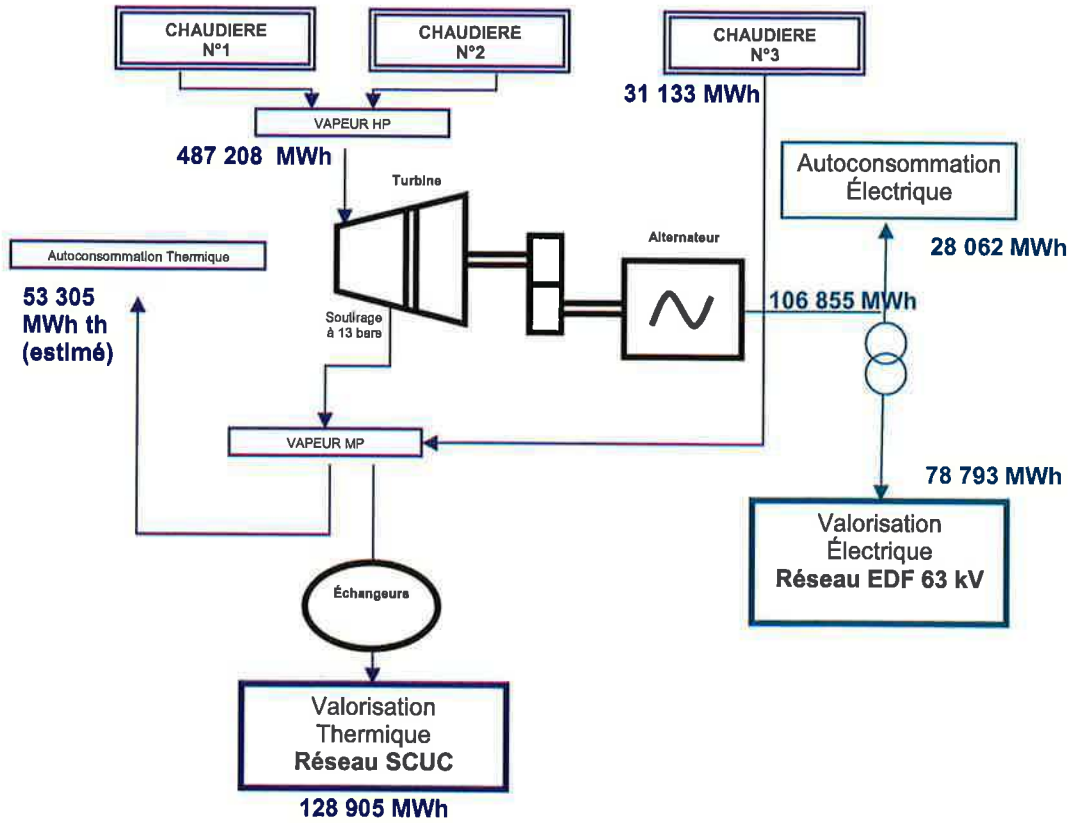 CHAUDIERE
N°1
CHAUDIERE
N°2
CHAUDIERE
N°3
31 133 MWh
VAPEUR HP
487 208 MWh
Turbine
Autoconsommation
Électrique
28 062 MWh
Autoconsommation Thermique
Alternateur
53 305
MWh th
(estimé)
106 855 MWh
Soutirage
à 13 bars
VAPEUR MP
78 793 MWh
Valorisation
Électrique
Réseau EDF 63 kV
Échangeurs
Valorisation
Thermique
Réseau SCUC
128 905 MWh